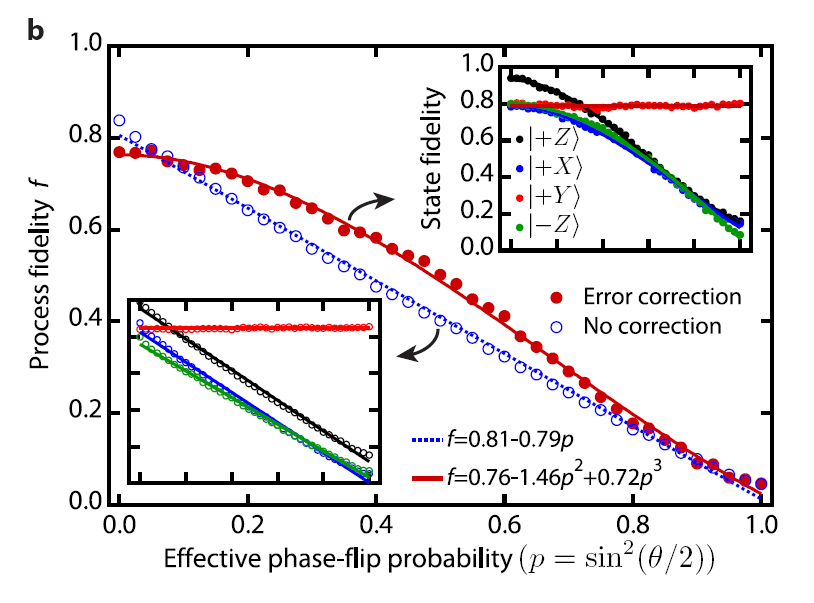 b
1.0
0.8
0.6
0.4
0.2
0.0
Process fidelity f
0.0
0.2
0.4
0.6
0.8
1.0
Effective phase-flip probability (p = sin²(θ/2))
State fidelity
1.0
0.8
0.6
0.4
0.2
0.0
|+Z⟩
|+X⟩
|+Y⟩
|−Z⟩
Error correction
No correction
f=0.81-0.79p
f=0.76-1.46p²+0.72p³